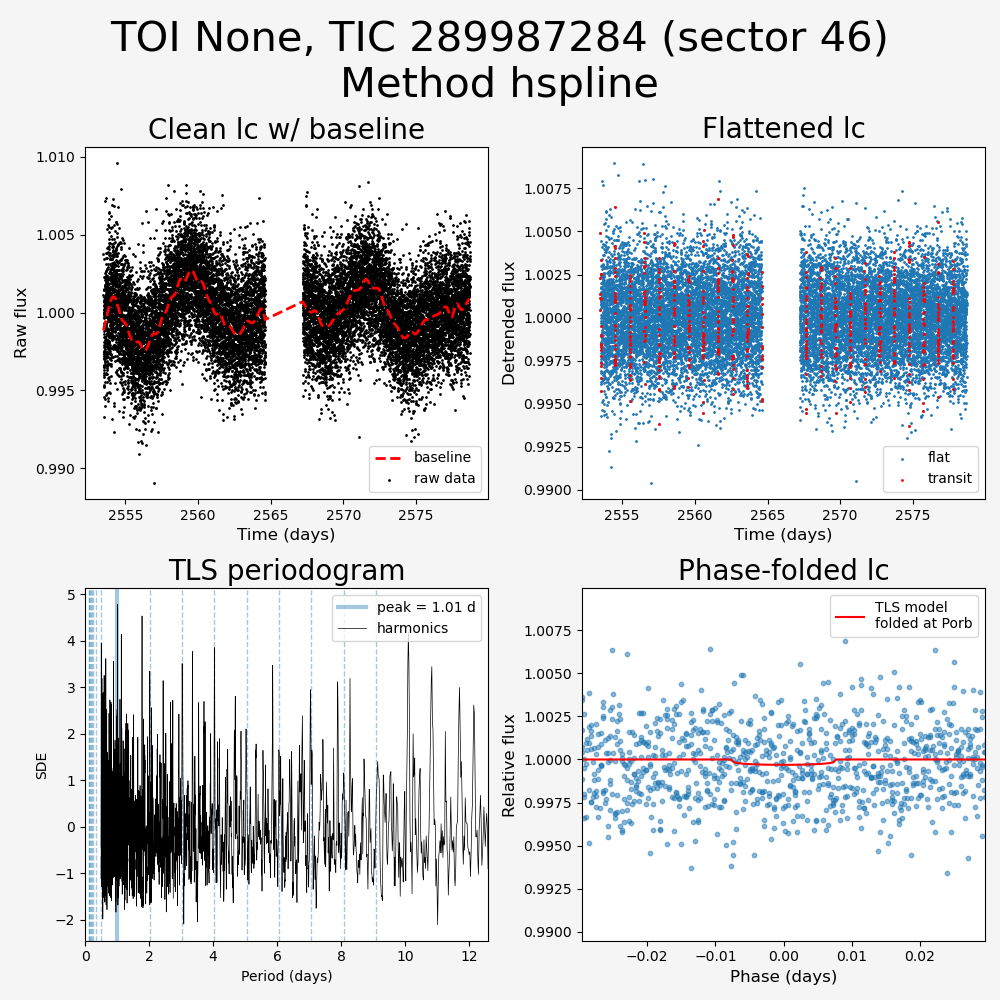 TOI None, TIC 289987284 (sector 46)
Method hspline
Clean lc w/ baseline
Raw flux
1.010
1.005
1.000
0.995
0.990
baseline
raw data
2555
2560
2565
2570
2575
Time (days)
Flattened lc
Detrended flux
1.0075
1.0050
1.0025
1.0000
0.9975
0.9950
0.9925
0.9900
flat
transit
2555
2560
2565
2570
2575
Time (days)
TLS periodogram
SDE
5
4
3
2
1
0
−1
−2
peak = 1.01 d
harmonics
0
2
4
6
8
10
12
Period (days)
Phase-folded lc
Relative flux
1.0075
1.0050
1.0025
1.0000
0.9975
0.9950
0.9925
0.9900
TLS model
folded at Porb
−0.02
−0.01
0.00
0.01
0.02
Phase (days)